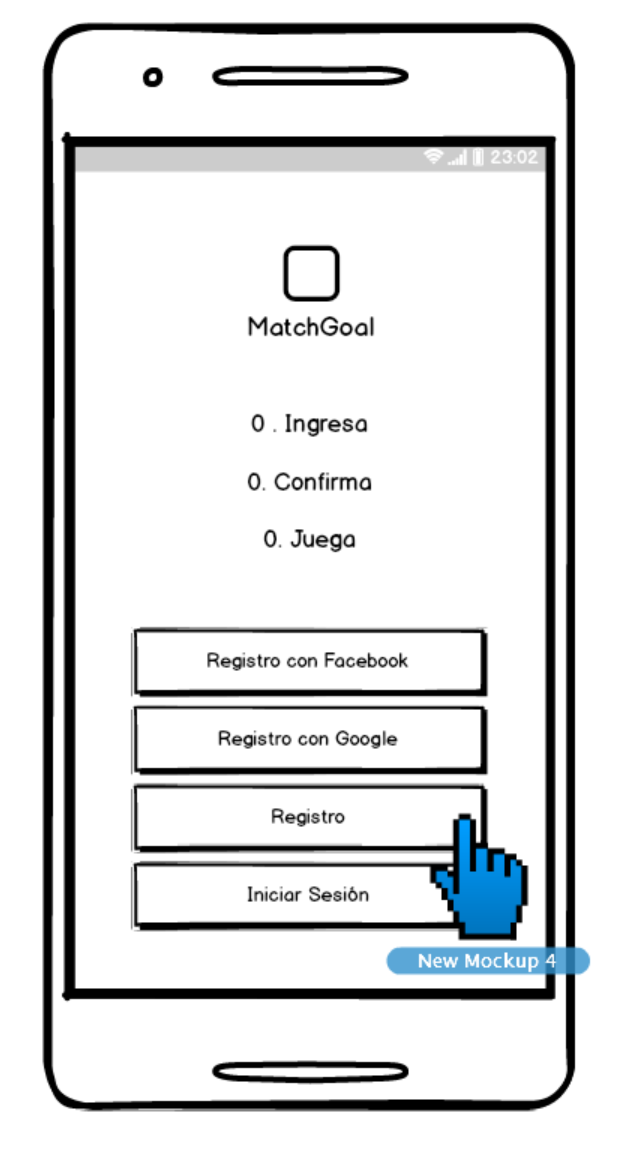 23:02
MatchGoal
0 . Ingresa
0. Confirma
0. Juega
Registro con Facebook
Registro con Google
Registro
Iniciar Sesión
New Mockup 4